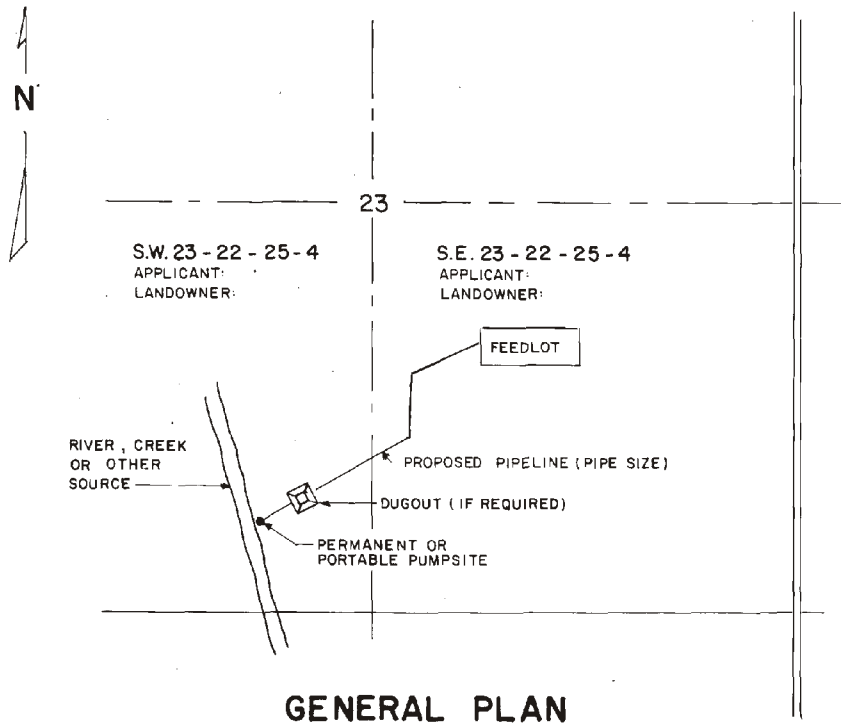 N
23
S.W. 23 - 22 - 25 - 4
APPLICANT:
LANDOWNER:
S.E. 23 - 22 - 25 - 4
APPLICANT:
LANDOWNER:
FEEDLOT
RIVER, CREEK
OR OTHER
SOURCE
PROPOSED PIPELINE (PIPE SIZE)
DUGOUT (IF REQUIRED)
PERMANENT OR
PORTABLE PUMPSITE
GENERAL PLAN